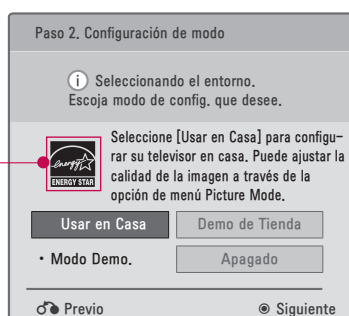 Paso 2. Configuración de modo
i Seleccionando el entorno.
Escoja modo de config. que desee.
Seleccione [Usar en Casa] para configu-
rar su televisor en casa. Puede ajustar la
calidad de la imagen a través de la
opción de menú Picture Mode.
energy
ENERGY STAR
Usar en Casa
Demo de Tienda
• Modo Demo.
Apagado
Previo
Siguiente